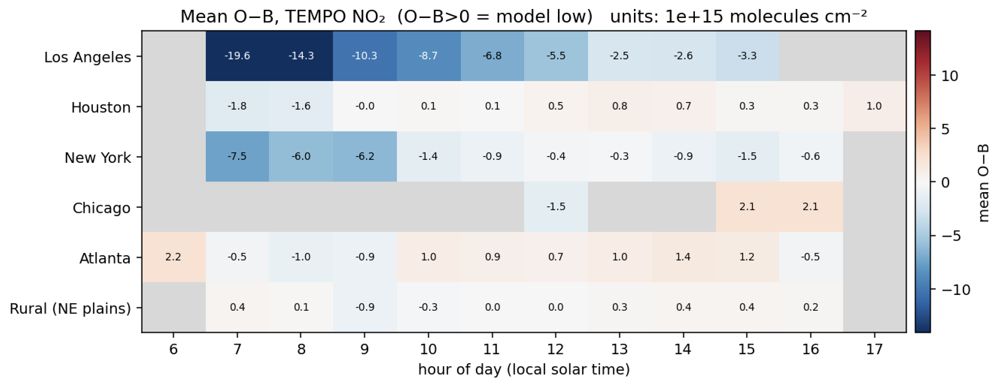 Mean O−B, TEMPO NO₂ (O−B>0 = model low) units: 1e+15 molecules cm⁻²
Los Angeles -19.6 -14.3 -10.3 -8.7 -6.8 -5.5 -2.5 -2.6 -3.3
Houston -1.8 -1.6 -0.0 0.1 0.1 0.5 0.8 0.7 0.3 0.3 1.0
New York -7.5 -6.0 -6.2 -1.4 -0.9 -0.4 -0.3 -0.9 -1.5 -0.6
Chicago -1.5 2.1 2.1
Atlanta 2.2 -0.5 -1.0 -0.9 1.0 0.9 0.7 1.0 1.4 1.2 -0.5
Rural (NE plains) 0.4 0.1 -0.9 -0.3 0.0 0.0 0.3 0.4 0.4 0.2
6 7 8 9 10 11 12 13 14 15 16 17
hour of day (local solar time)
10
5
0
−5
−10
mean O−B